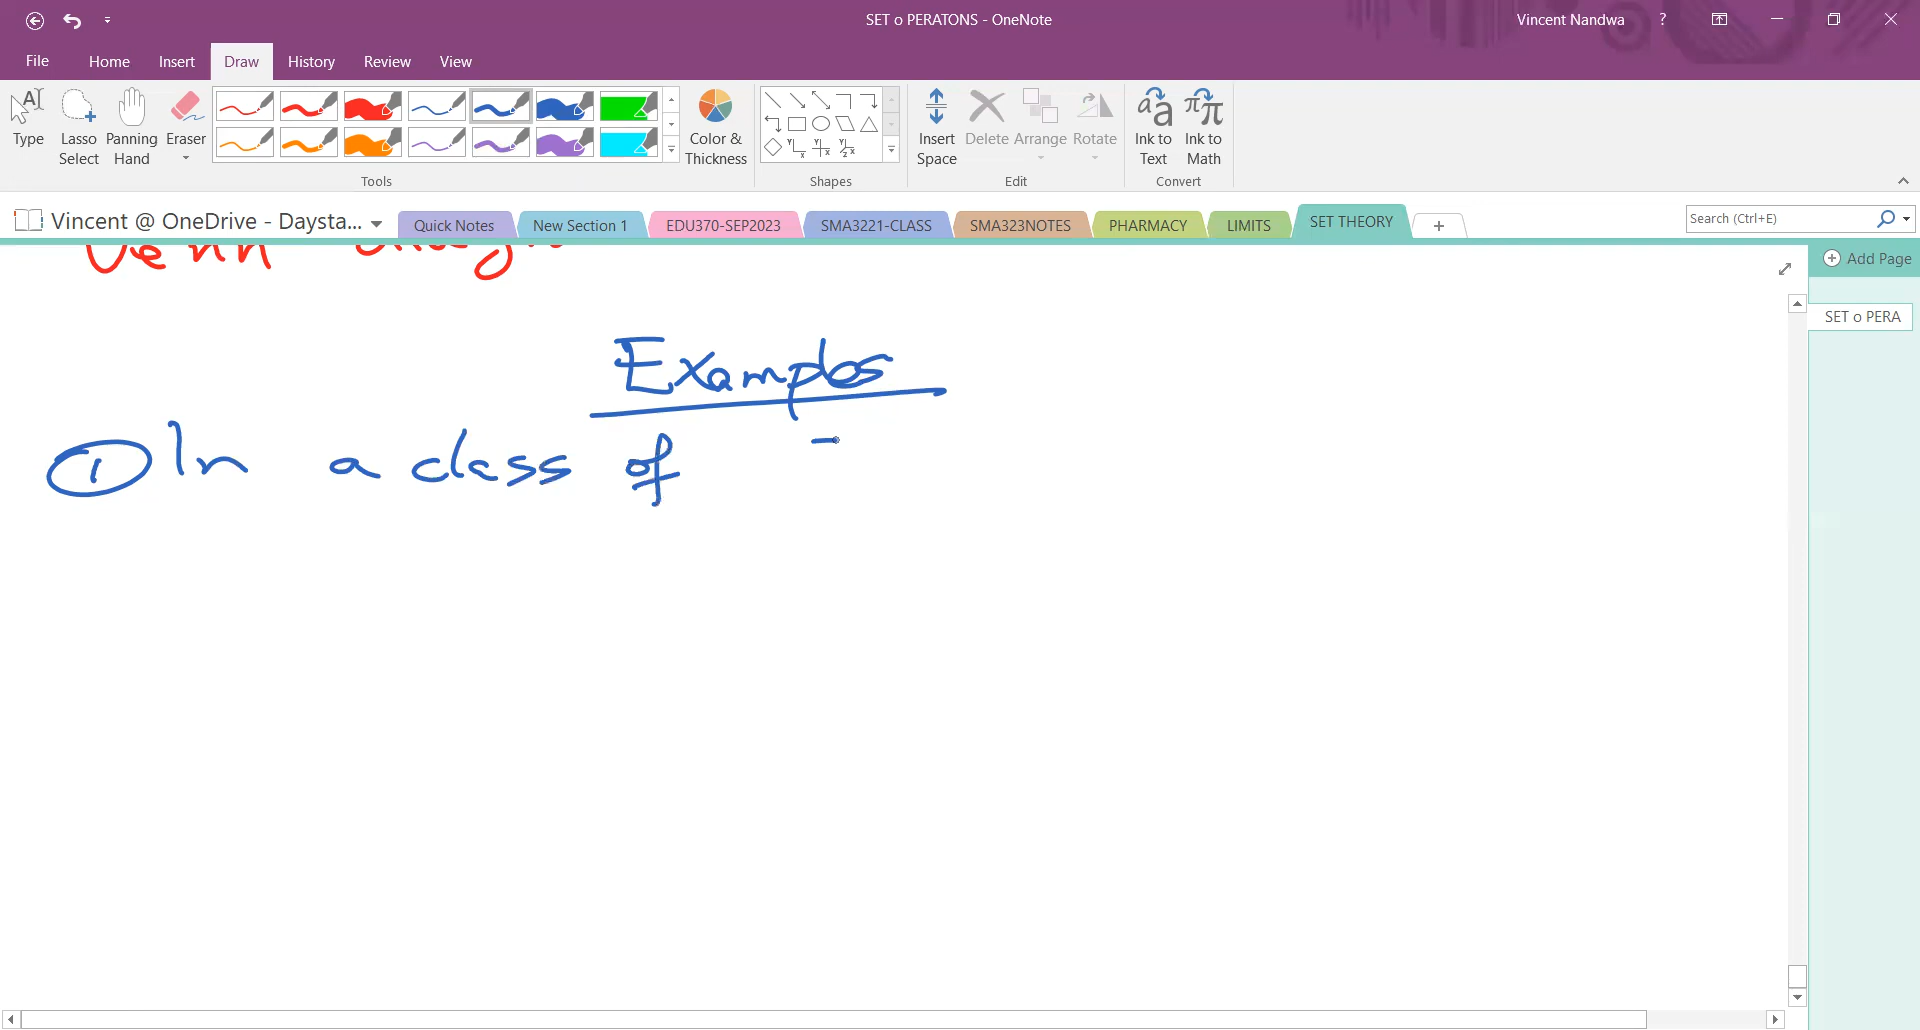 SET o PERATONS - OneNote
Vincent Nandwa ?
File Home Insert Draw History Review View
Type Lasso Select Panning Hand Eraser Color & Thickness Insert Space Delete Arrange Rotate Ink to Text Ink to Math
Tools Shapes Edit Convert
Vincent @ OneDrive - Daysta... Quick Notes New Section 1 EDU370-SEP2023 SMA3221-CLASS SMA323NOTES PHARMACY LIMITS SET THEORY + Search (Ctrl+E)
Add Page
SET o PERA
Venn
Examples
① In a class of